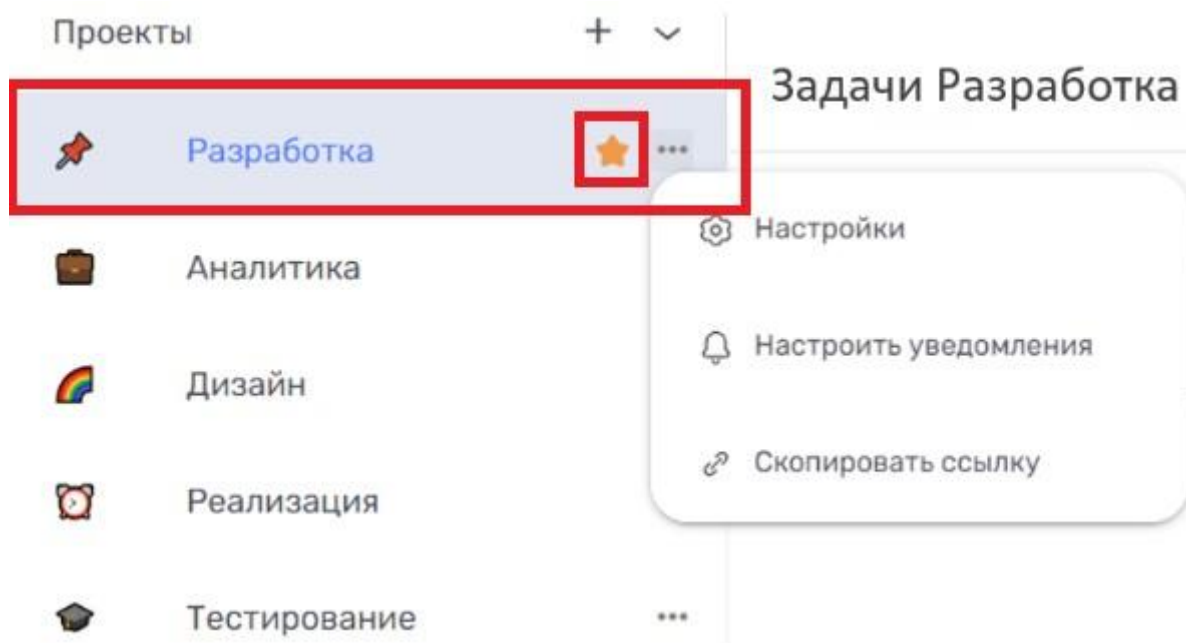 Проекты
Задачи Разработка
Разработка
Настройки
Аналитика
Настроить уведомления
Дизайн
Скопировать ссылку
Реализация
Тестирование